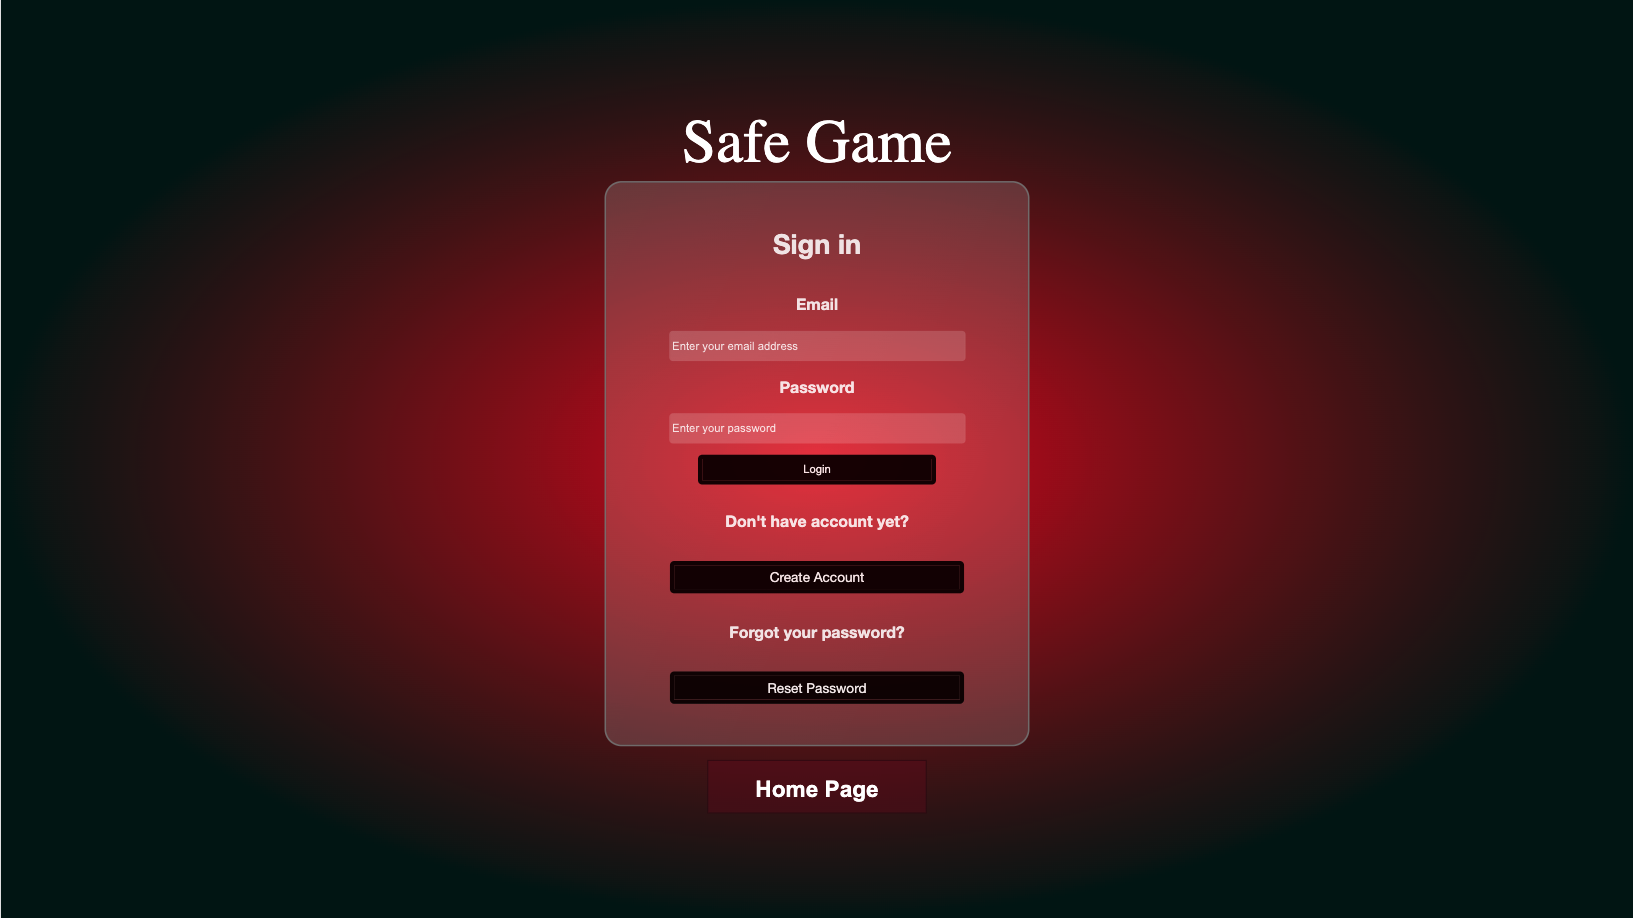 Safe Game
Sign in
Email
Enter your email address
Password
Enter your password
Login
Don't have account yet?
Create Account
Forgot your password?
Reset Password
Home Page